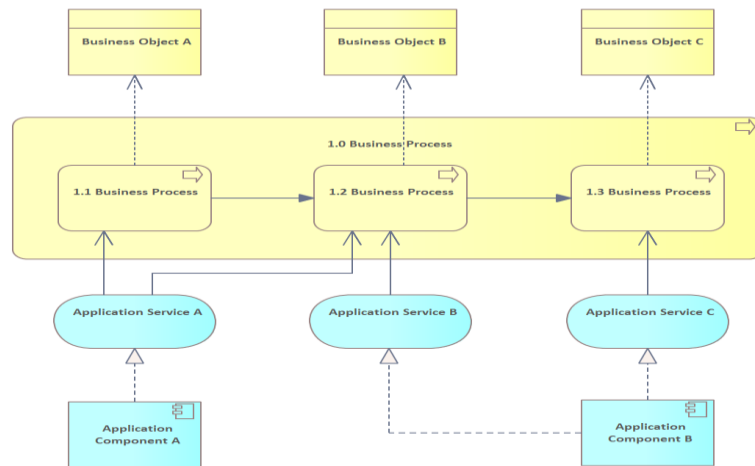 Business Object A
Business Object B
Business Object C
1.0 Business Process
1.1 Business Process
1.2 Business Process
1.3 Business Process
Application Service A
Application Service B
Application Service C
Application
Component A
Application
Component B